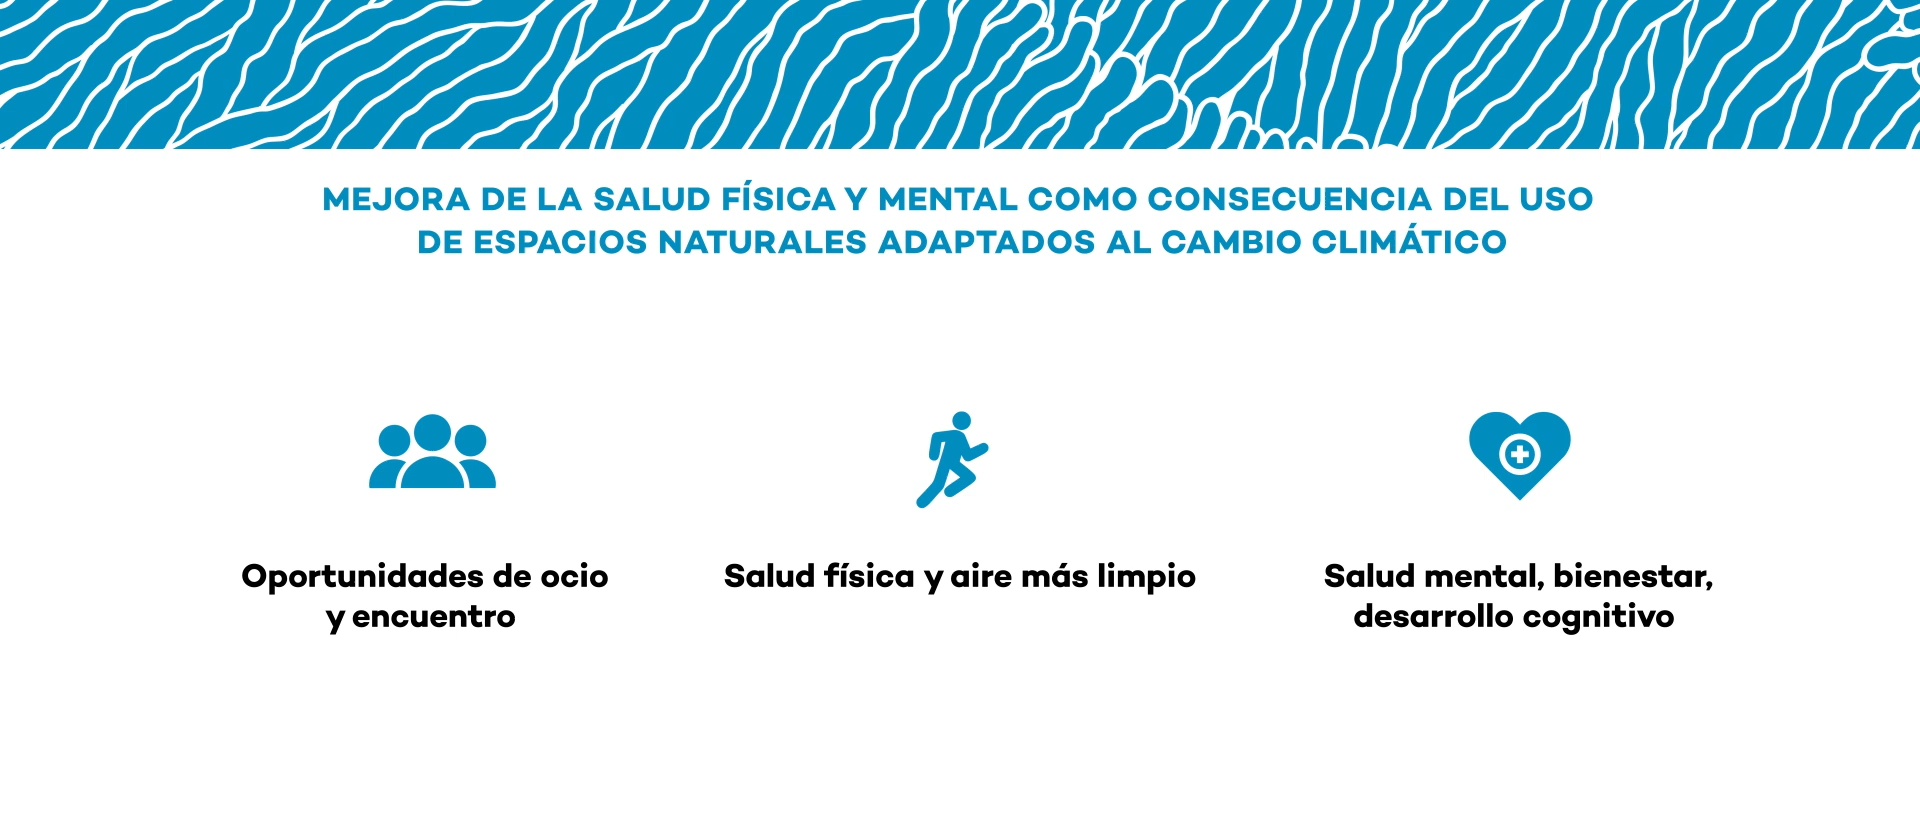 MEJORA DE LA SALUD FÍSICA Y MENTAL COMO CONSECUENCIA DEL USO
DE ESPACIOS NATURALES ADAPTADOS AL CAMBIO CLIMÁTICO
Oportunidades de ocio
y encuentro
Salud física y aire más limpio
Salud mental, bienestar,
desarrollo cognitivo